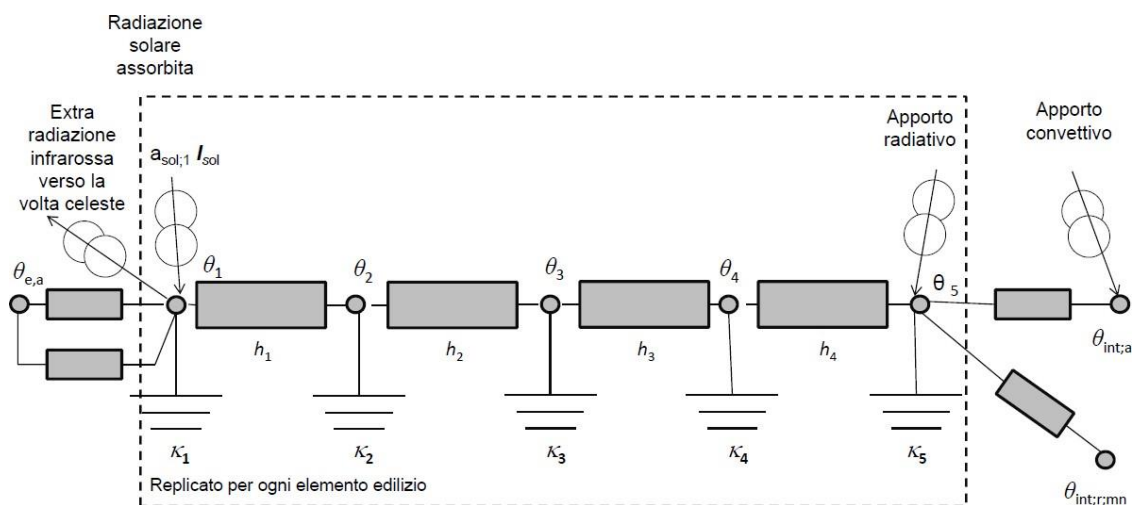 Radiazione
solare
assorbita
Extra
radiazione
infrarossa
verso la
volta celeste
a_sol;1 I_sol
Apporto
radiativo
Apporto
convettivo
θ_e,a
θ_1
θ_2
θ_3
θ_4
θ_5
θ_int;a
h_1
h_2
h_3
h_4
κ_1
κ_2
κ_3
κ_4
κ_5
θ_int;r;mn
Replicato per ogni elemento edilizio